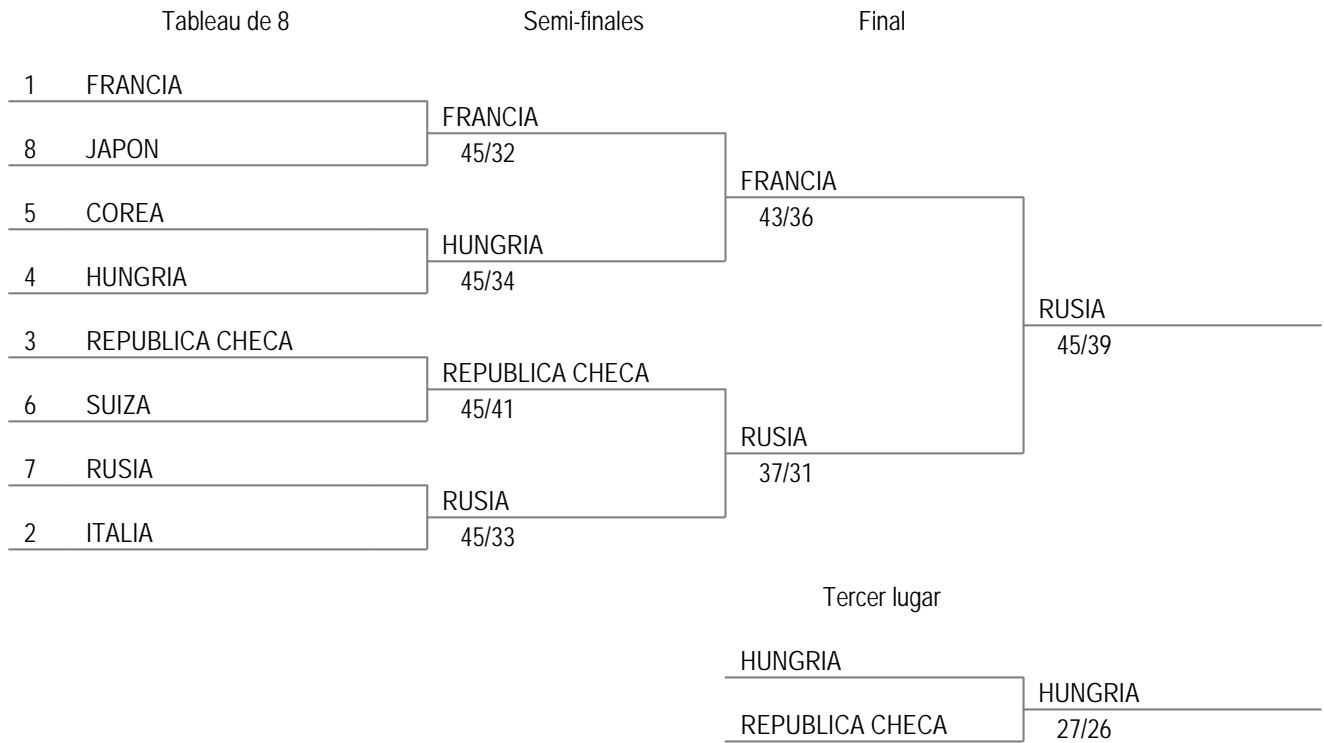 Tableau de 8 Semi-finales Final
1 FRANCIA
FRANCIA
8 JAPON 45/32
FRANCIA
5 COREA 43/36
HUNGRIA
4 HUNGRIA 45/34
RUSIA
3 REPUBLICA CHECA 45/39
REPUBLICA CHECA
6 SUIZA 45/41
RUSIA
7 RUSIA 37/31
RUSIA
2 ITALIA 45/33
Tercer lugar
HUNGRIA
HUNGRIA
REPUBLICA CHECA 27/26